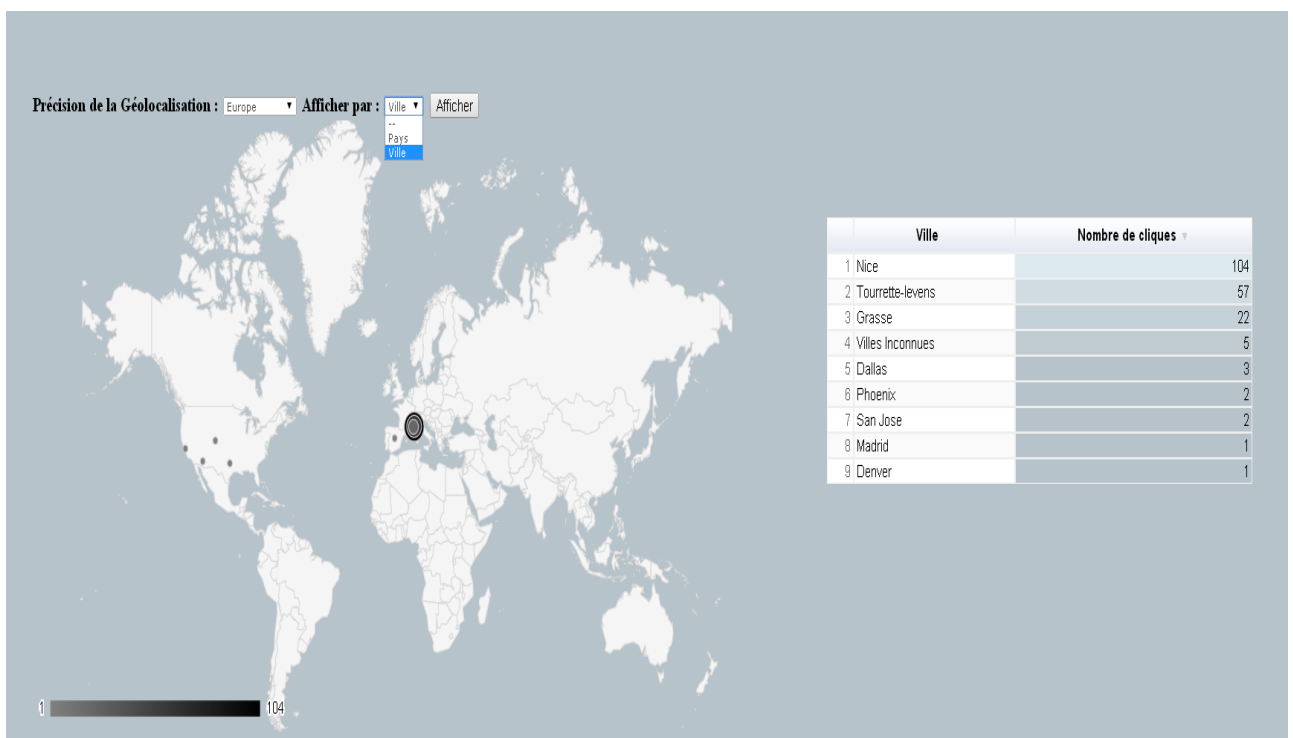 Précision de la Géolocalisation : Europe Afficher par : Ville Afficher
--
Pays
Ville
Ville Nombre de cliques
1 Nice 104
2 Tourrette-levens 57
3 Grasse 22
4 Villes Inconnues 5
5 Dallas 3
6 Phoenix 2
7 San Jose 2
8 Madrid 1
9 Denver 1
1 104